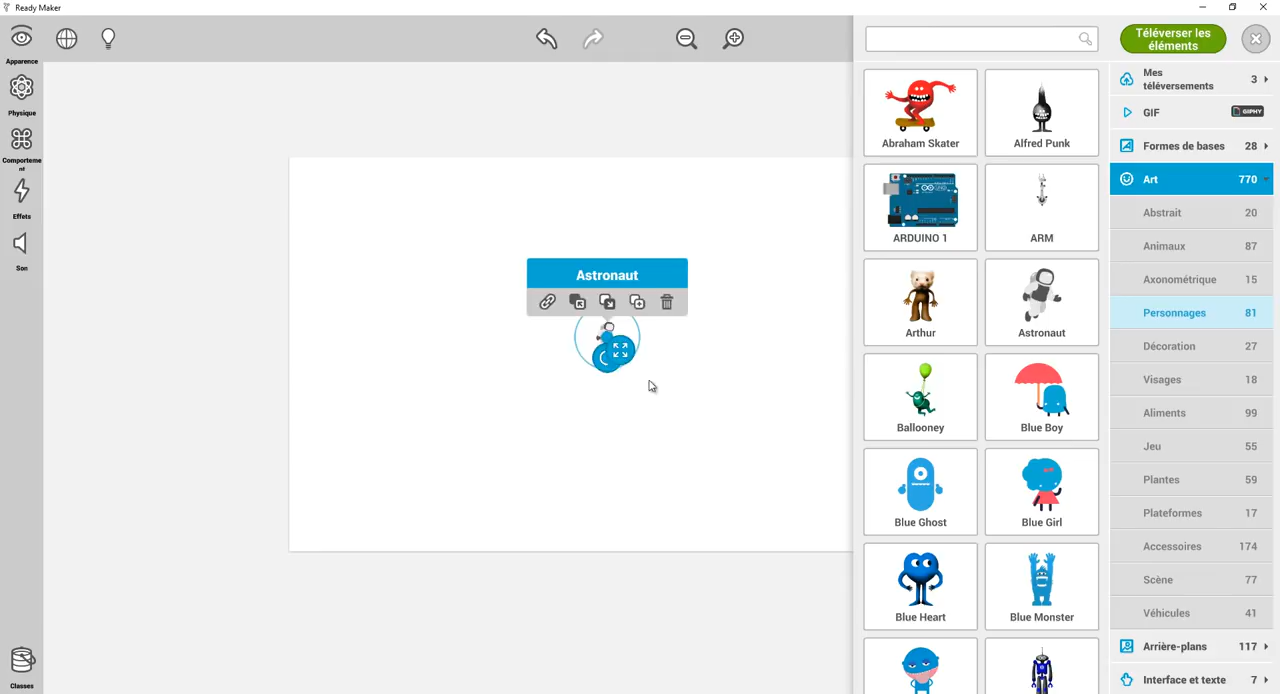 Ready Maker
Apparence
Physique
Comporteme
nt
Effets
Son
Classes
Astronaut
Abraham Skater
Alfred Punk
ARDUINO 1
ARM
Arthur
Astronaut
Ballooney
Blue Boy
Blue Ghost
Blue Girl
Blue Heart
Blue Monster
Téléverser les
éléments
Mes
téléversements 3
GIF GIPHY
Formes de bases 28
Art 770
Abstrait 20
Animaux 87
Axonométrique 15
Personnages 81
Décoration 27
Visages 18
Aliments 99
Jeu 55
Plantes 59
Plateformes 17
Accessoires 174
Scène 77
Véhicules 41
Arrière-plans 117
Interface et texte 7